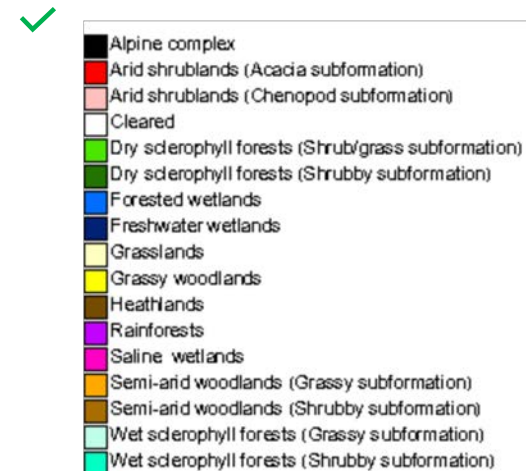 Alpine complex
Arid shrublands (Acacia subformation)
Arid shrublands (Chenopod subformation)
Cleared
Dry sclerophyll forests (Shrub/grass subformation)
Dry sclerophyll forests (Shrubby subformation)
Forested wetlands
Freshwater wetlands
Grasslands
Grassy woodlands
Heathlands
Rainforests
Saline wetlands
Semi-arid woodlands (Grassy subformation)
Semi-arid woodlands (Shrubby subformation)
Wet sclerophyll forests (Grassy subformation)
Wet sclerophyll forests (Shrubby subformation)